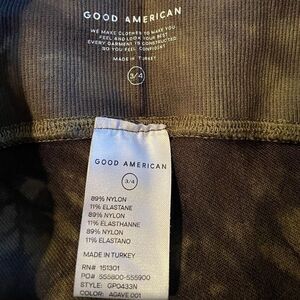 GOOD AMERICAN
WE MAKE CLOTHES TO MAKE YOU
FEEL AND LOOK YOUR BEST
EVERY GARMENT IS CONSTRUCTED
SO YOU FEEL CONFIDENT
MADE IN TURKEY
3/4
GOOD AMERICAN
3/4
89% NYLON
11% ELASTANE
89% NYLON
11% ELASTHANNE
89% NYLON
11% ELASTANO
MADE IN TURKEY
RN# 151301
PO# 555800-555900
STYLE: GP0433N
COLOR: AGAVE 001